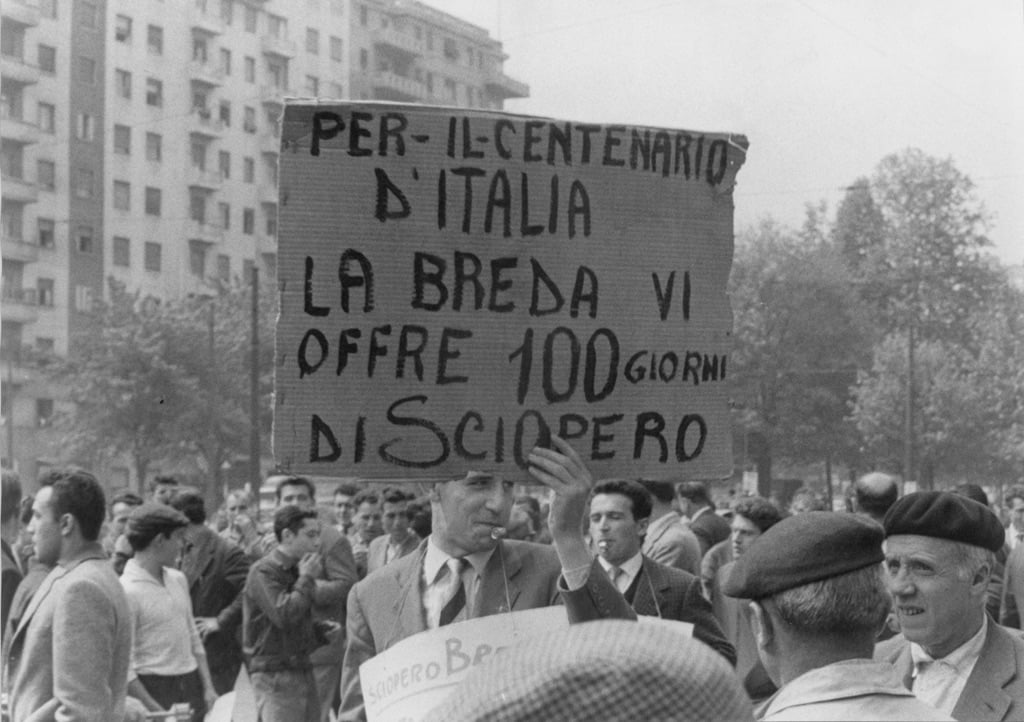 PER-IL-CENTENARIO
D'ITALIA
LA BREDA VI
OFFRE 100 GIORNI
DI SCIOPERO
SCIOPERO BRE